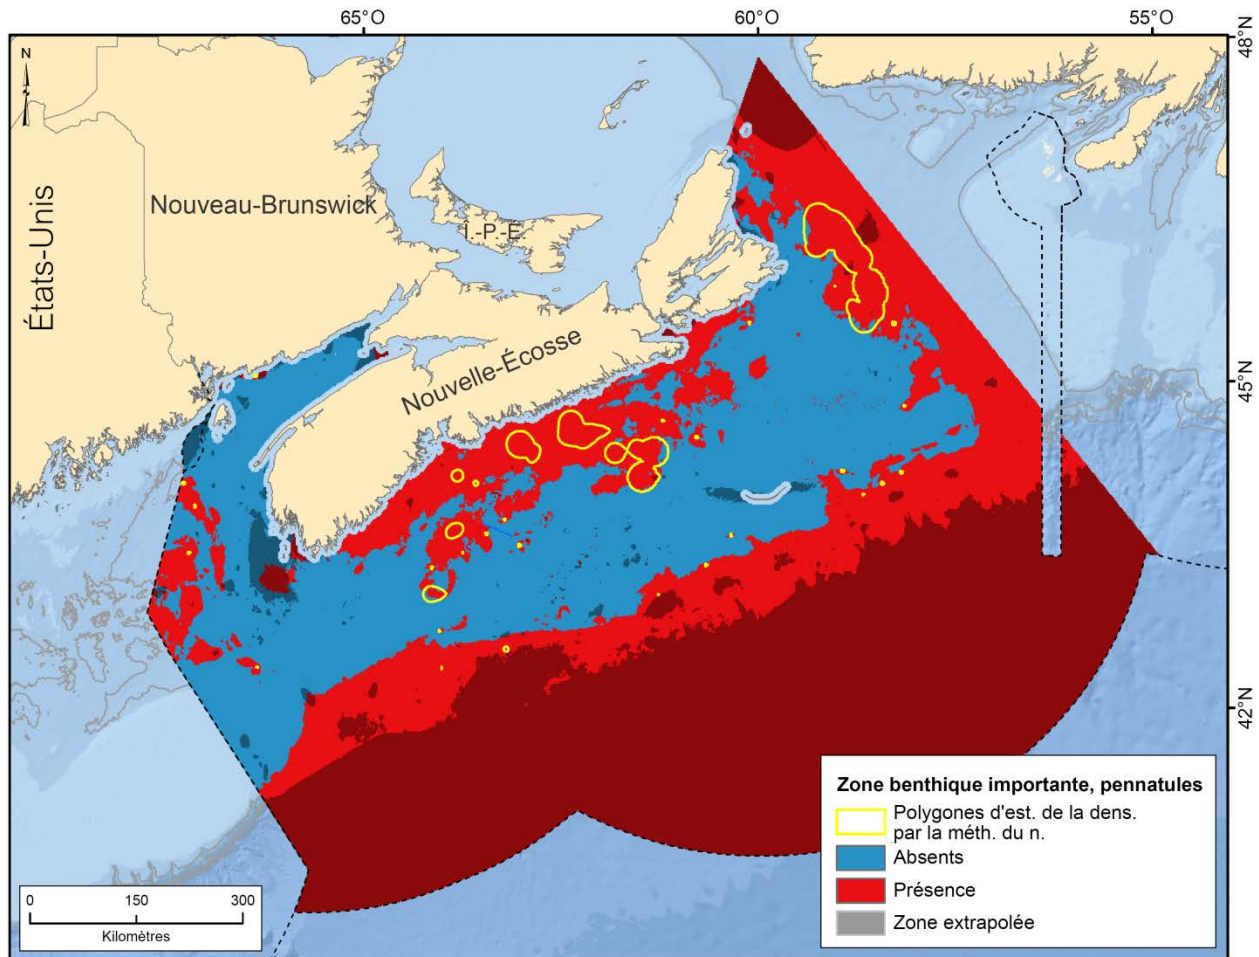 65°O
60°O
55°O
48°N
N
États-Unis
Nouveau-Brunswick
Î.-P.-E.
Nouvelle-Écosse
45°N
42°N
Zone benthique importante, pennatules
Polygones d'est. de la dens.
par la méth. du n.
Absents
Présence
Zone extrapolée
0 150 300
Kilomètres